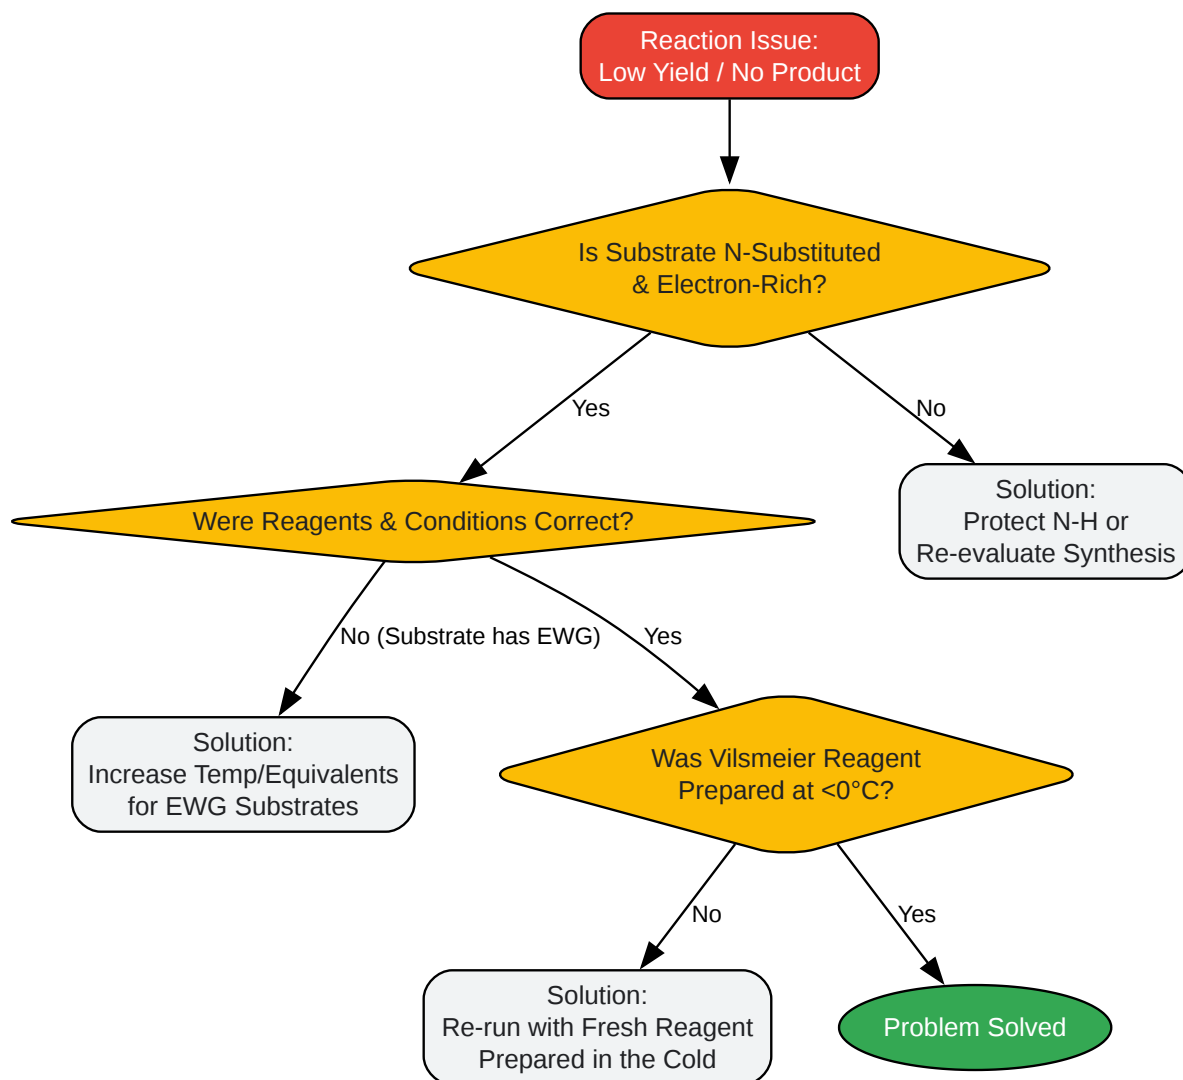 Reaction Issue:
Low Yield / No Product
Is Substrate N-Substituted
& Electron-Rich?
Yes
No
Were Reagents & Conditions Correct?
Solution:
Protect N-H or
Re-evaluate Synthesis
No (Substrate has EWG)
Yes
Solution:
Increase Temp/Equivalents
for EWG Substrates
Was Vilsmeier Reagent
Prepared at <0°C?
No
Yes
Solution:
Re-run with Fresh Reagent
Prepared in the Cold
Problem Solved